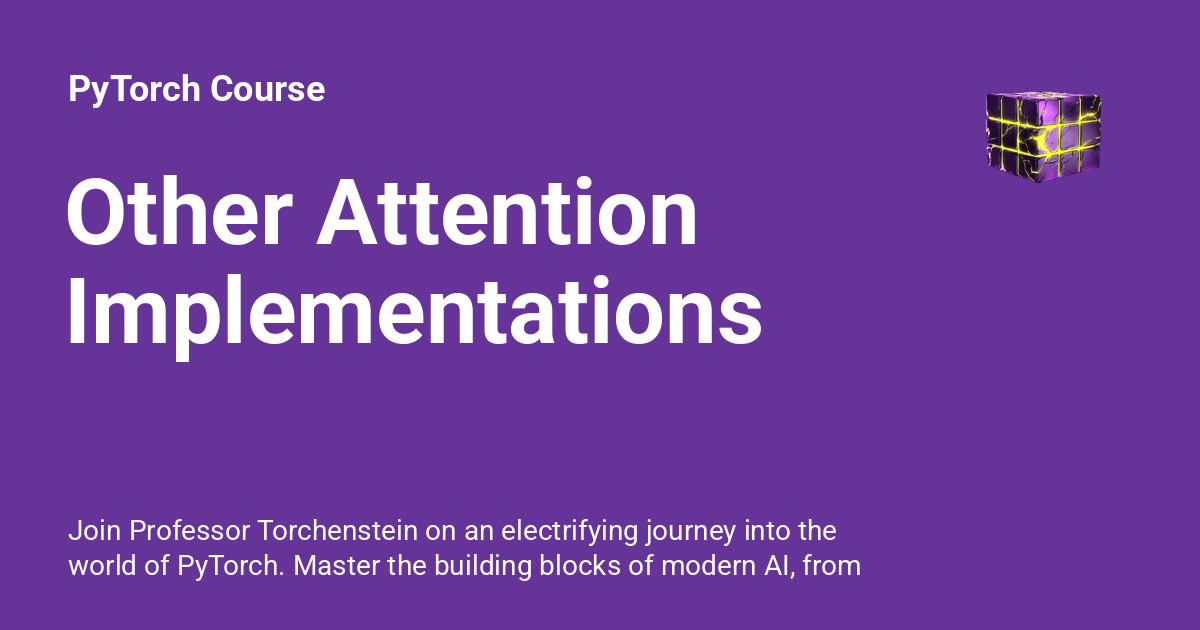 PyTorch Course
Other Attention
Implementations
Join Professor Torchenstein on an electrifying journey into the
world of PyTorch. Master the building blocks of modern AI, from